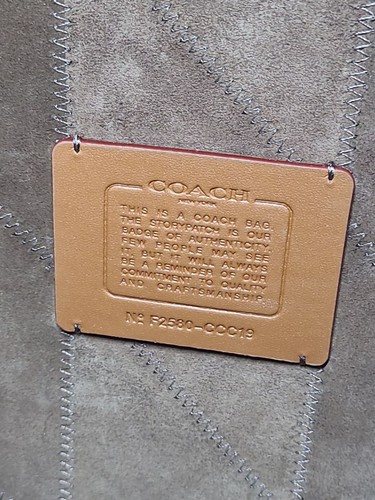 COACH
NEW YORK
THIS IS A COACH BAG.
THE STORYPATCH IS OUR
BADGE OF AUTHENTICITY.
FEW PEOPLE MAY SEE
IT BUT IT WILL ALWAYS
BE A REMINDER OF OUR
COMMITMENT TO QUALITY
AND CRAFTSMANSHIP.
Nº F2580-CCC19